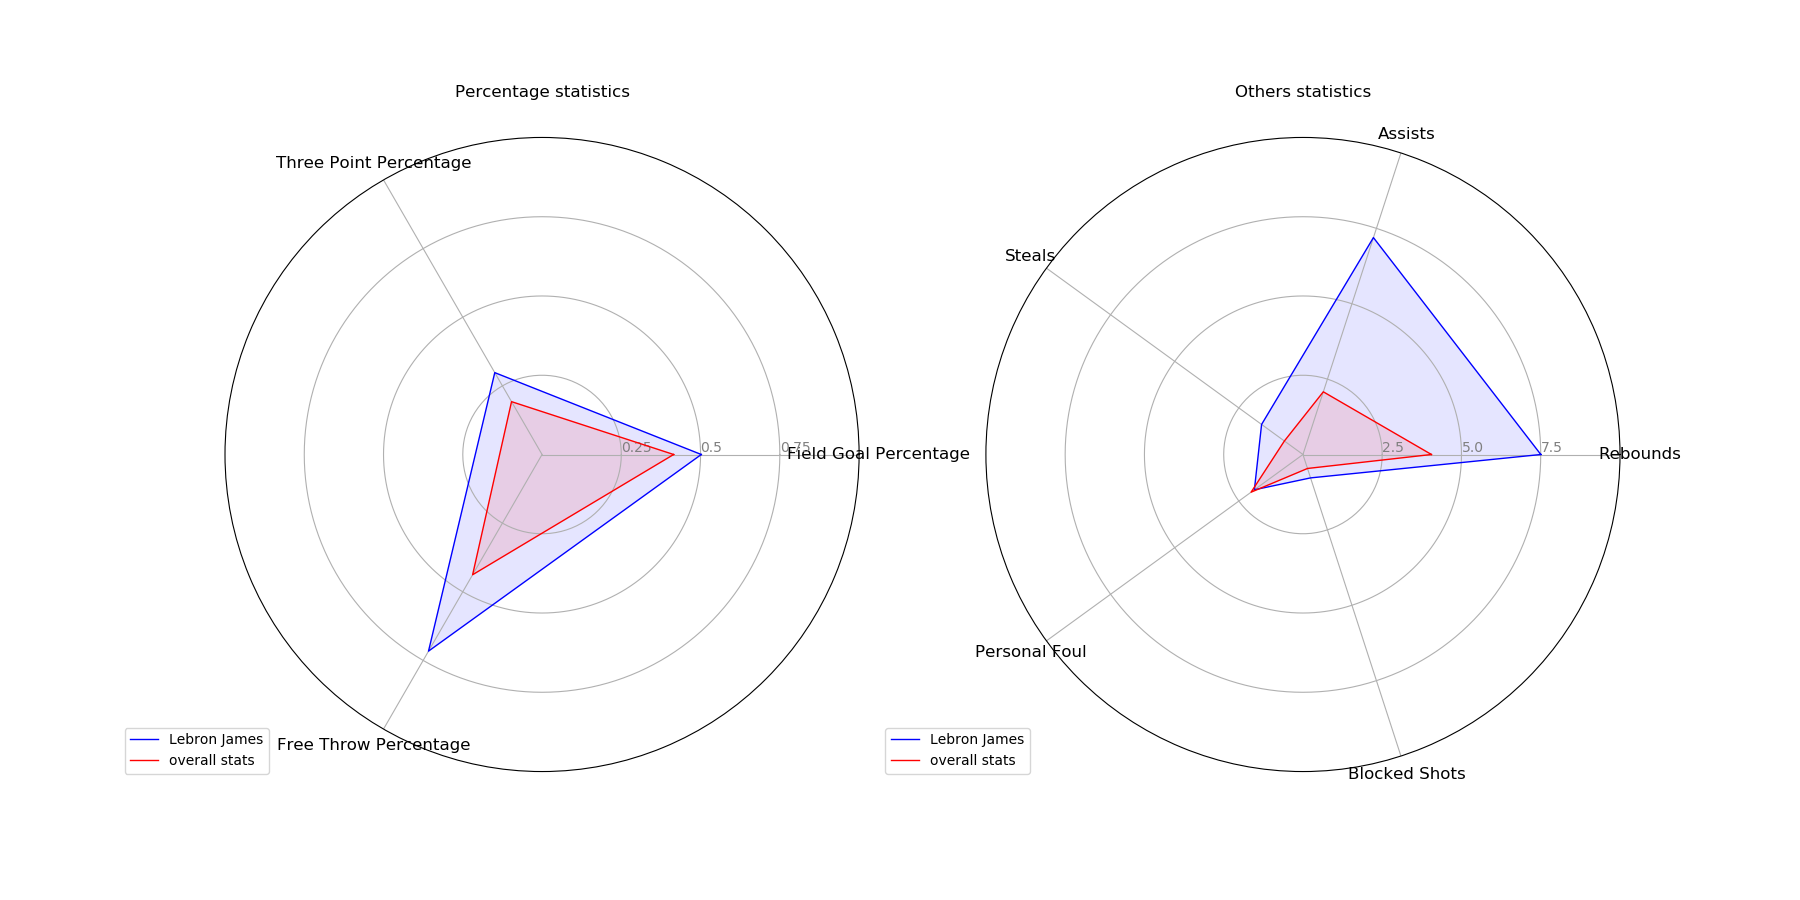 Percentage statistics
Three Point Percentage
0.25
0.5
0.75
Field Goal Percentage
Free Throw Percentage
Lebron James
overall stats
Others statistics
Assists
Steals
2.5
5.0
7.5
Rebounds
Personal Foul
Blocked Shots
Lebron James
overall stats